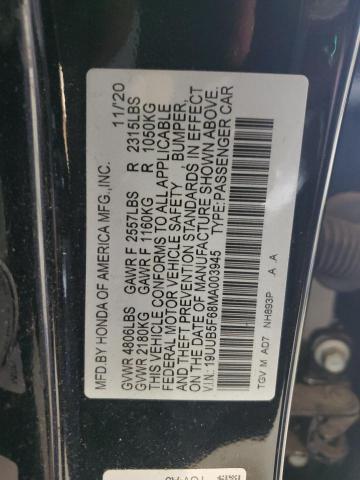 MFD.BY HONDA OF AMERICA MFG.,INC. 11/20
GVWR 4806LBS GAWR F 2557LBS R 2315LBS
GVWR 2180KG GAWR F 1160KG R 1050KG
THIS VEHICLE CONFORMS TO ALL APPLICABLE
FEDERAL MOTOR VEHICLE SAFETY , BUMPER,
AND THEFT PREVENTION STANDARDS IN EFFECT
ON THE DATE OF MANUFACTURE SHOWN ABOVE.
V.I.N.: 19UUB5F68MA003945 TYPE:PASSENGER CAR
TGV M AD7 NH893P A A